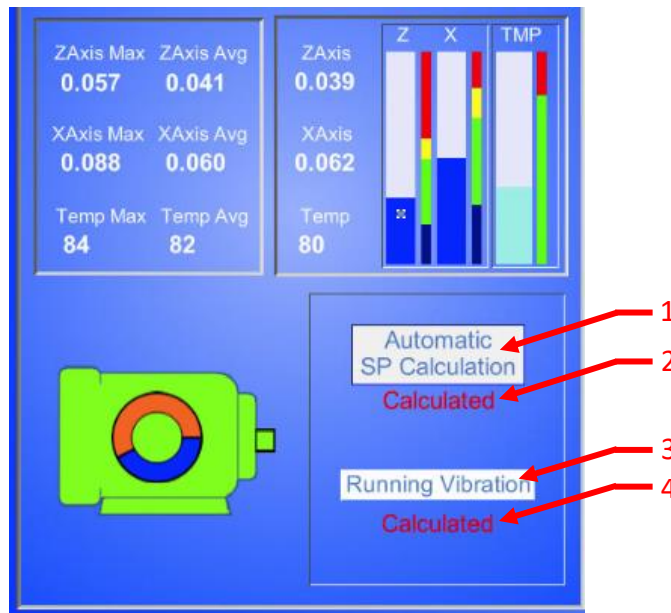 ZAxis Max ZAxis Avg
0.057 0.041
XAxis Max XAxis Avg
0.088 0.060
Temp Max Temp Avg
84 82
ZAxis
0.039
XAxis
0.062
Temp
80
Z X TMP
Automatic
SP Calculation
Calculated
Running Vibration
Calculated
1
2
3
4